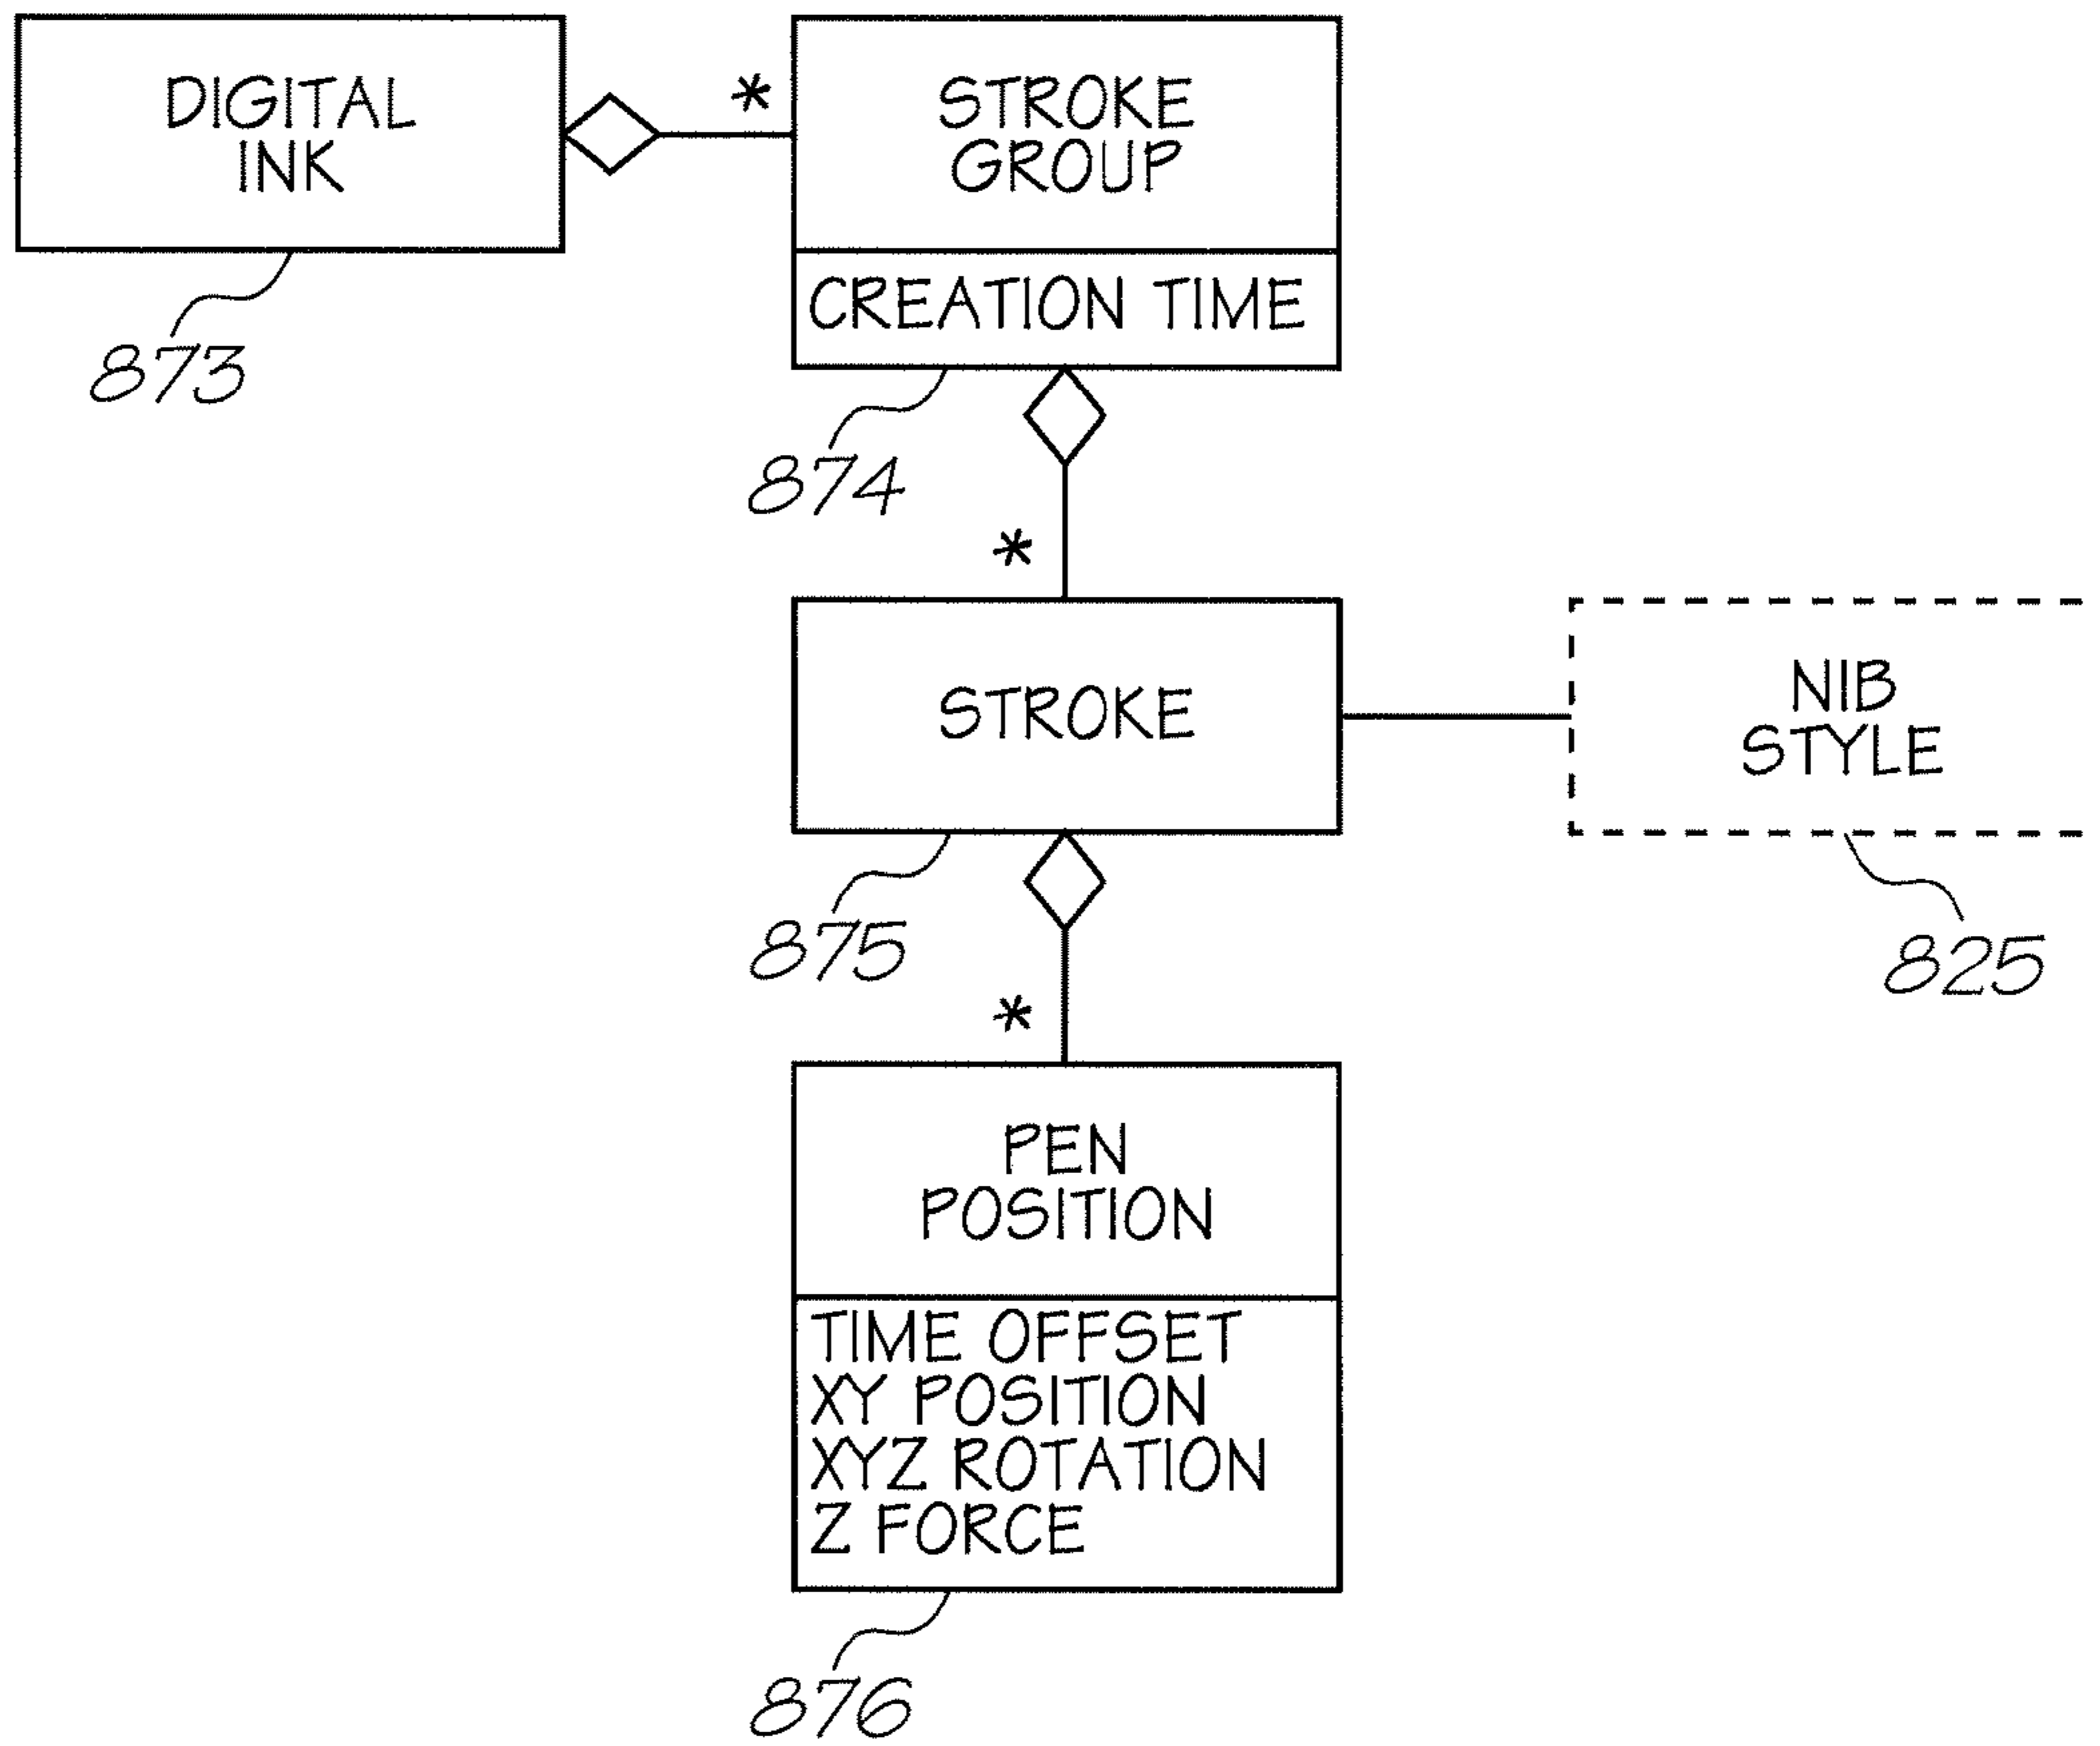 DIGITAL
INK
*
STROKE
GROUP
CREATION TIME
873
874
*
STROKE
NIB
STYLE
875
825
*
PEN
POSITION
TIME OFFSET
XY POSITION
XYZ ROTATION
Z FORCE
876